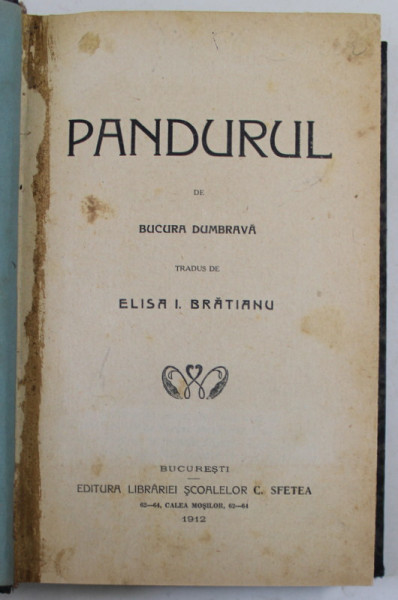 PANDURUL
DE
BUCURA DUMBRAVĂ
TRADUS DE
ELISA I. BRĂTIANU
BUCUREȘTI
EDITURA LIBRĂRIEI ȘCOALELOR C. SFETEA
62—64, CALEA MOȘILOR, 62—64
1912